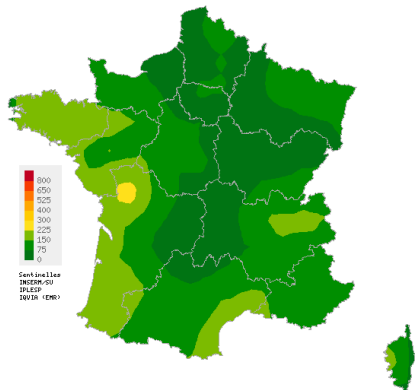 800
650
525
400
300
225
150
75
0
Sentinelles
INSERM/SU
IPLESP
IQVIA (EMR)